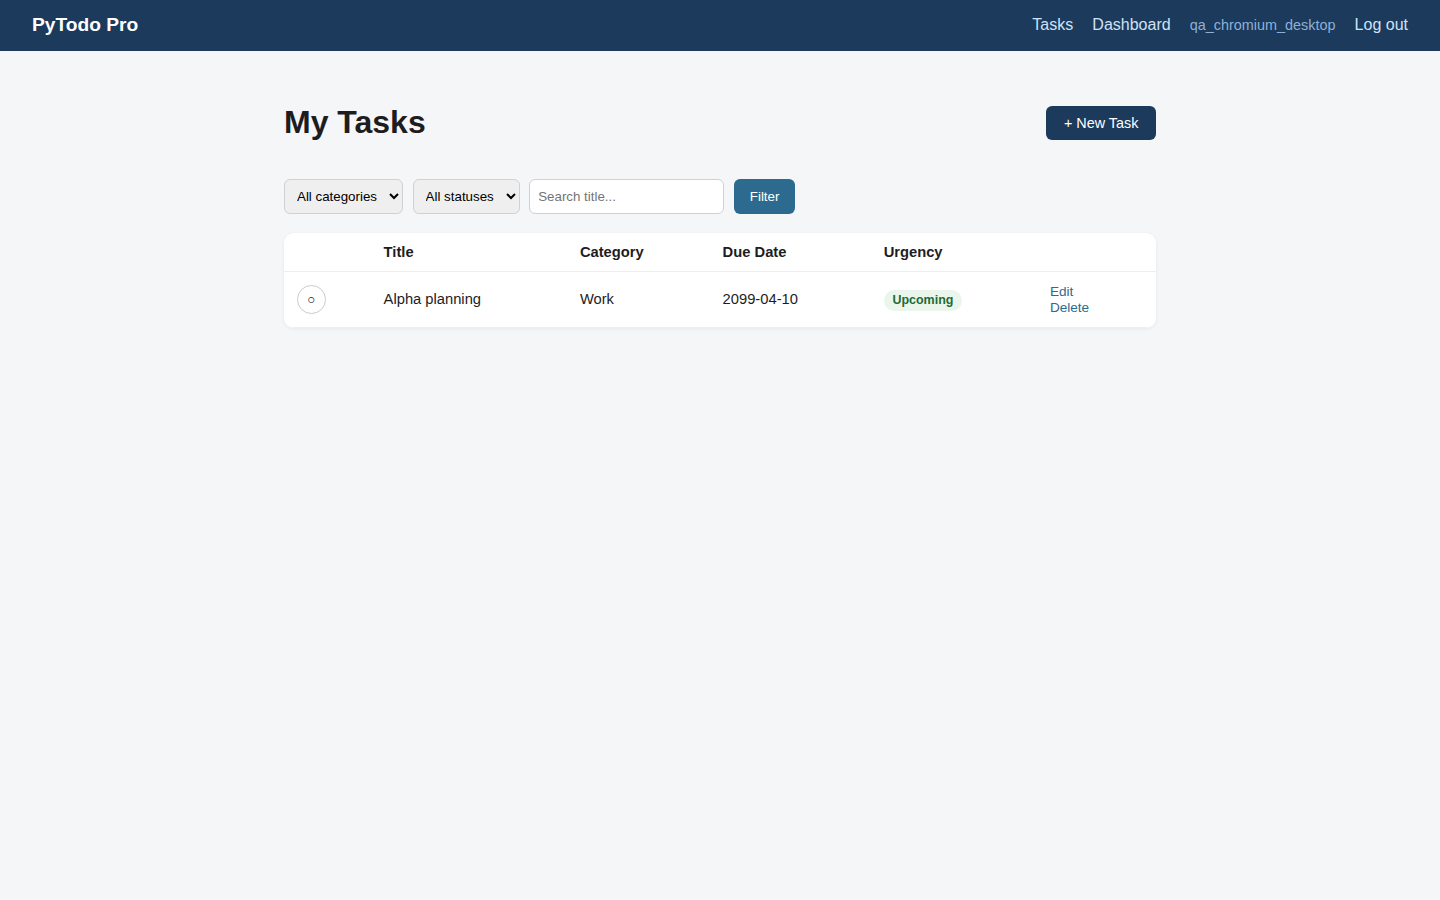 PyTodo Pro
Tasks Dashboard qa_chromium_desktop Log out
My Tasks
+ New Task
All categories All statuses Search title... Filter
Title Category Due Date Urgency
○ Alpha planning Work 2099-04-10 Upcoming Edit
Delete